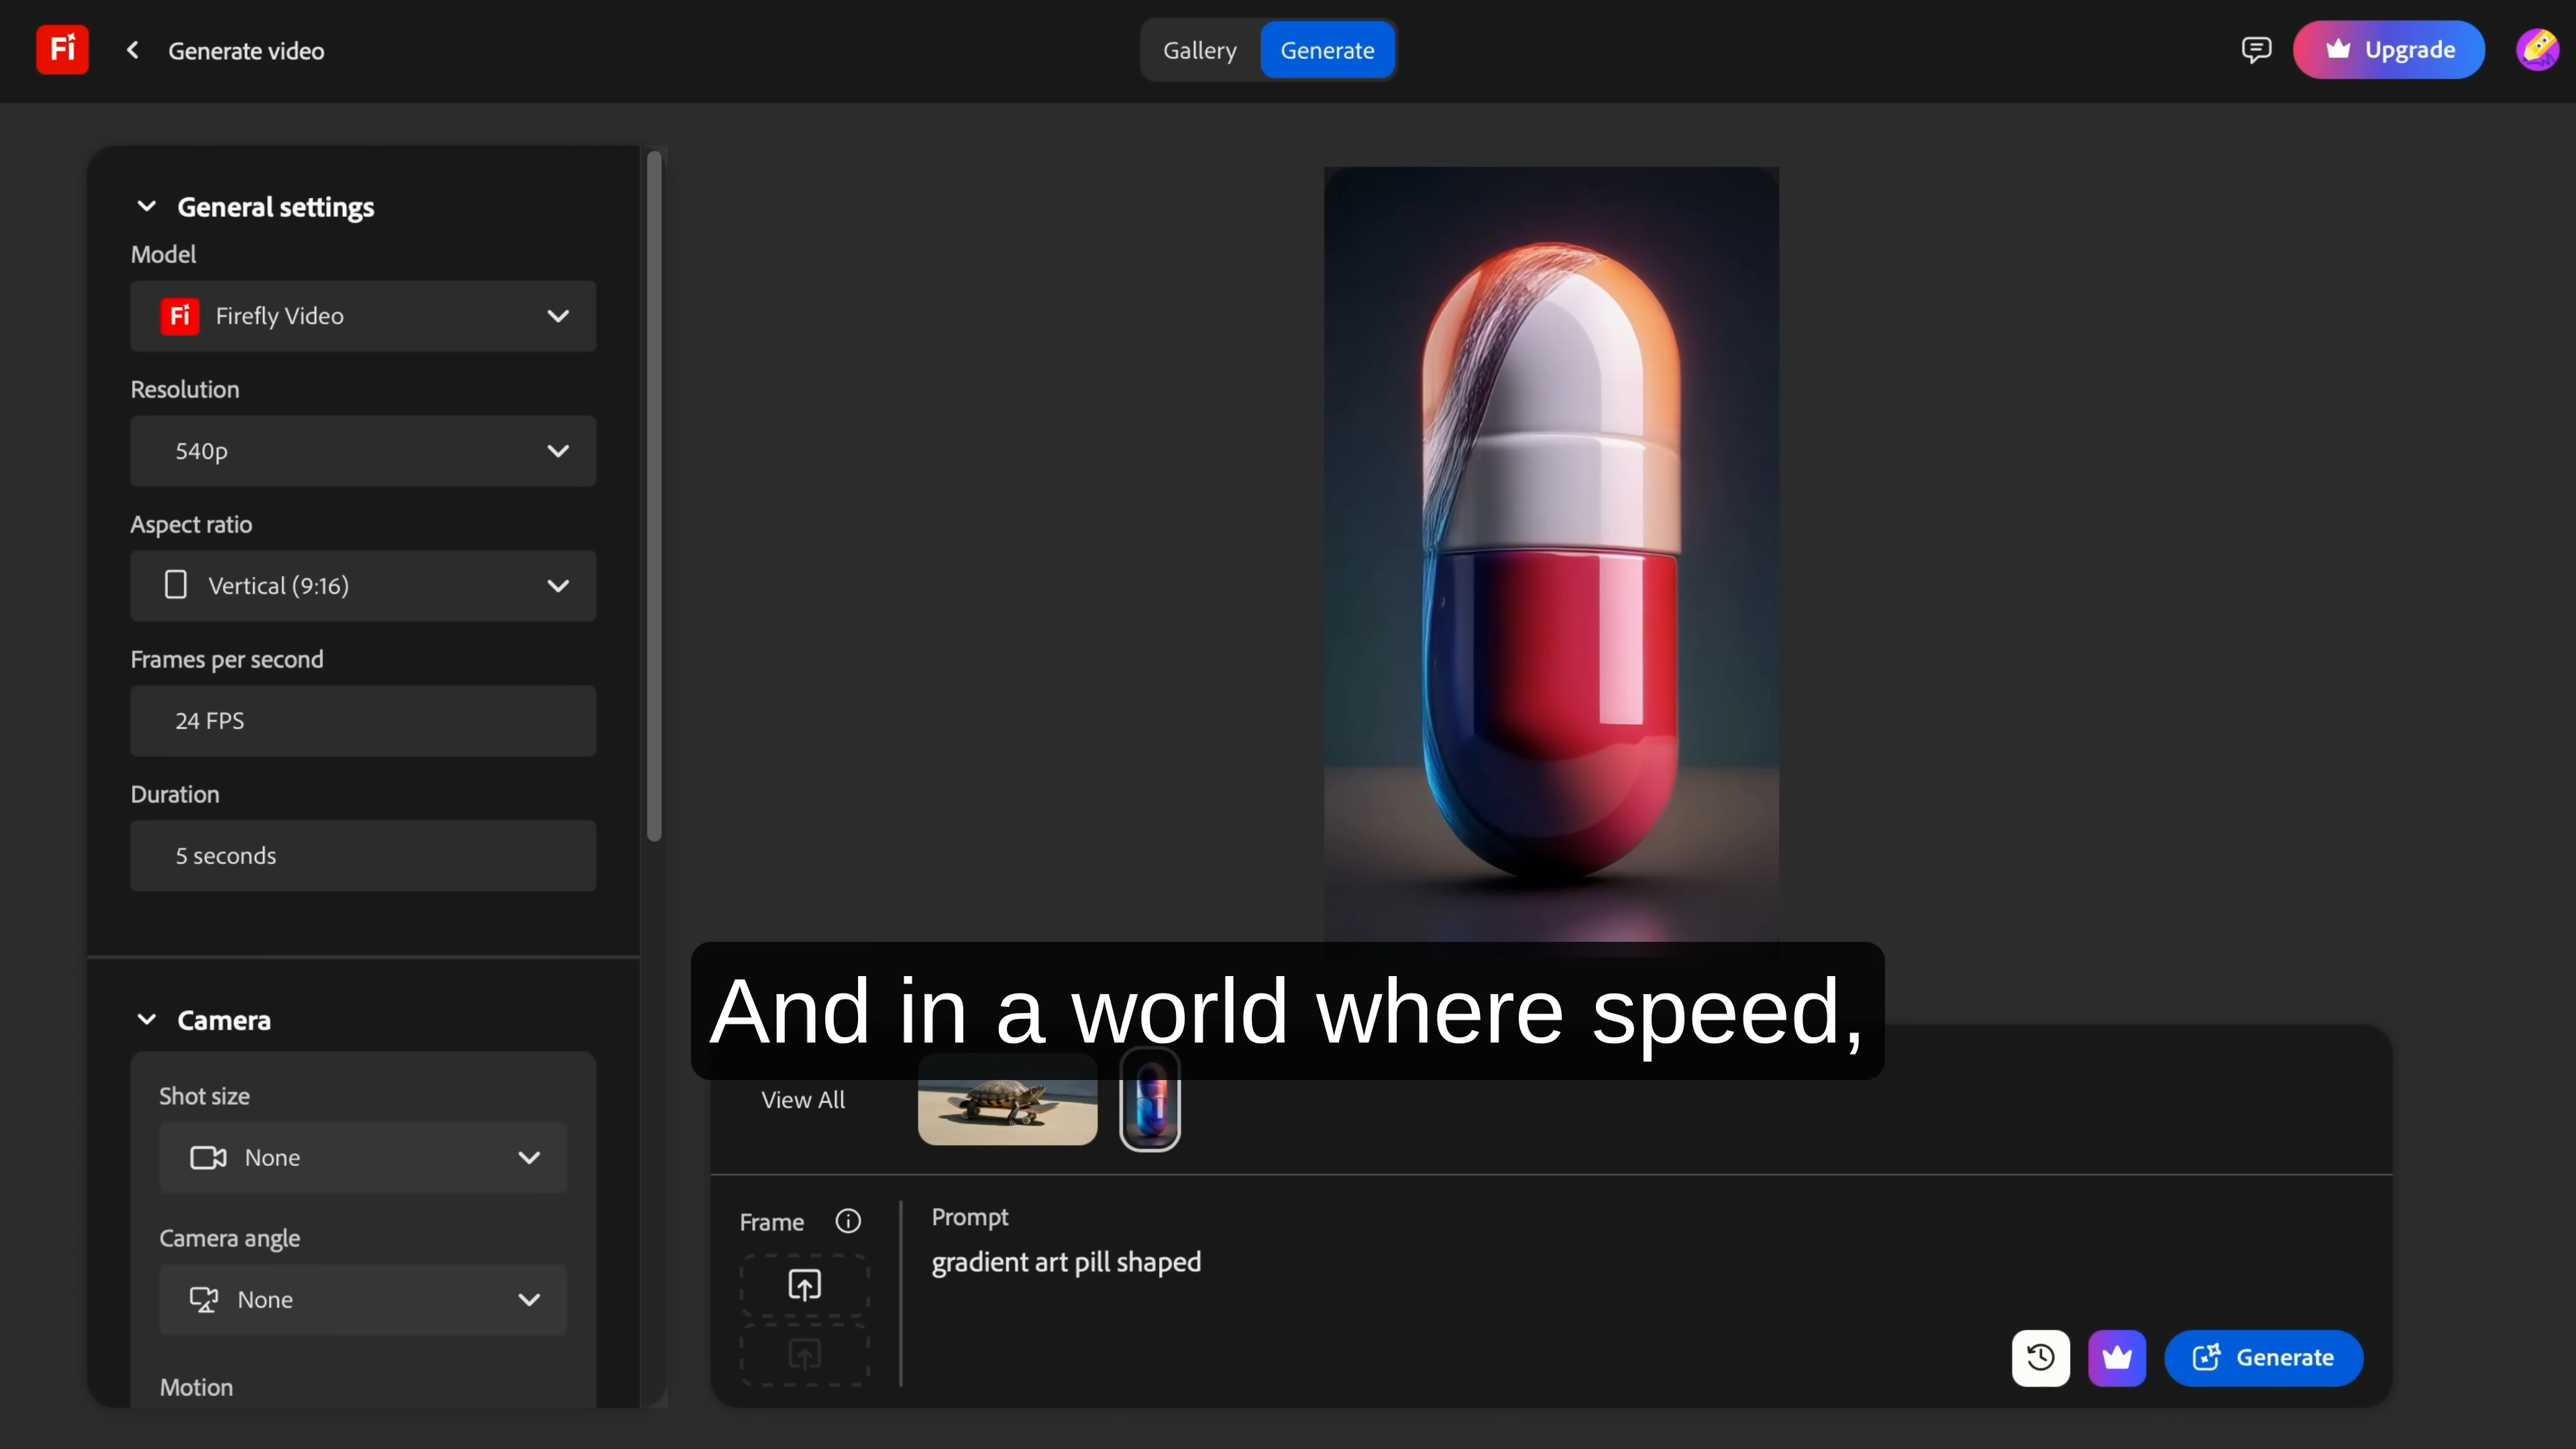 Fi
Generate video
Gallery
Generate
Upgrade
General settings
Model
Fi Firefly Video
Resolution
540p
Aspect ratio
Vertical (9:16)
Frames per second
24 FPS
Duration
5 seconds
Camera
Shot size
None
Camera angle
None
Motion
And in a world where speed,
View All
Frame
Prompt
gradient art pill shaped
Generate